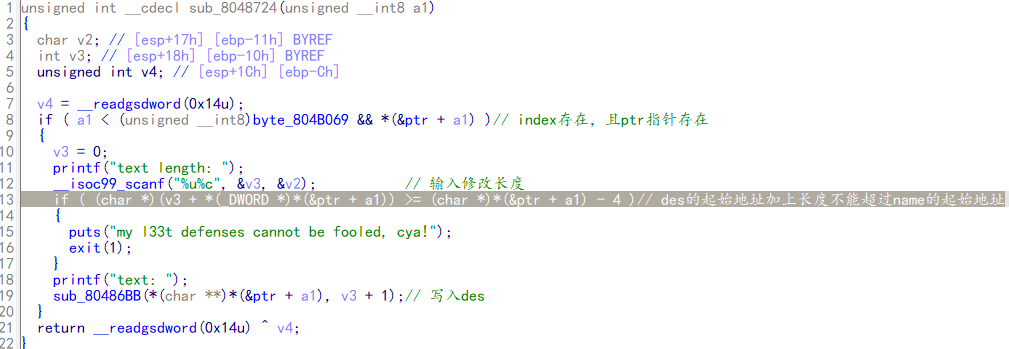 1 unsigned int __cdecl sub_8048724(unsigned __int8 a1)
2 {
3 char v2; // [esp+17h] [ebp-11h] BYREF
4 int v3; // [esp+18h] [ebp-10h] BYREF
5 unsigned int v4; // [esp+1Ch] [ebp-Ch]
6
7 v4 = __readgsdword(0x14u);
8 if ( a1 < (unsigned __int8)byte_804B069 && *(&ptr + a1) )// index存在, 且ptr指针存在
9 {
10 v3 = 0;
11 printf("text length: ");
12 __isoc99_scanf("%u%c", &v3, &v2); // 输入修改长度
13 if ( (char *)(v3 + *(_DWORD *)*(&ptr + a1)) >= (char *)*(&ptr + a1) - 4 )// des的起始地址加上长度不能超过name的起始地址
14 {
15 puts("my l33t defenses cannot be fooled, cya!");
16 exit(1);
17 }
18 printf("text: ");
19 sub_80486BB(*(char **)*(&ptr + a1), v3 + 1);// 写入des
20 }
21 return __readgsdword(0x14u) ^ v4;
22 }